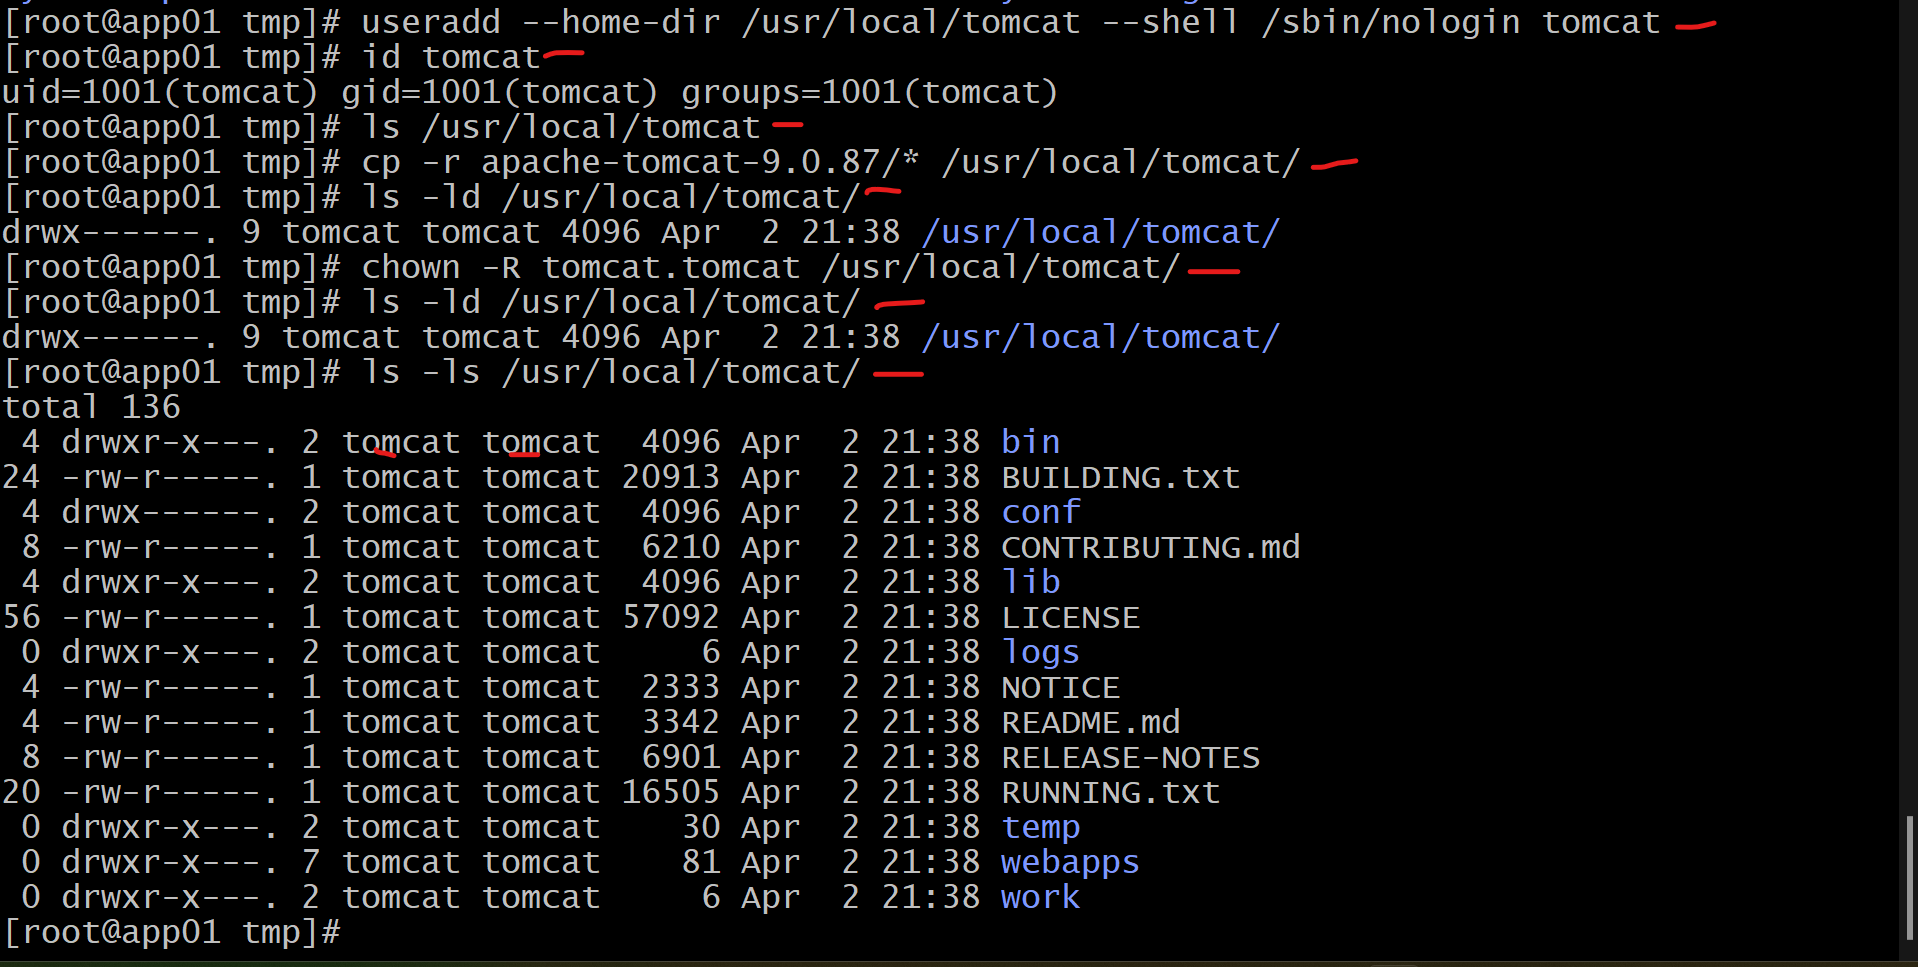 [root@app01 tmp]# useradd --home-dir /usr/local/tomcat --shell /sbin/nologin tomcat
[root@app01 tmp]# id tomcat
uid=1001(tomcat) gid=1001(tomcat) groups=1001(tomcat)
[root@app01 tmp]# ls /usr/local/tomcat
[root@app01 tmp]# cp -r apache-tomcat-9.0.87/* /usr/local/tomcat/
[root@app01 tmp]# ls -ld /usr/local/tomcat/
drwx------. 9 tomcat tomcat 4096 Apr  2 21:38 /usr/local/tomcat/
[root@app01 tmp]# chown -R tomcat.tomcat /usr/local/tomcat/
[root@app01 tmp]# ls -ld /usr/local/tomcat/
drwx------. 9 tomcat tomcat 4096 Apr  2 21:38 /usr/local/tomcat/
[root@app01 tmp]# ls -ls /usr/local/tomcat/
total 136
 4 drwxr-x---. 2 tomcat tomcat  4096 Apr  2 21:38 bin
24 -rw-r-----. 1 tomcat tomcat 20913 Apr  2 21:38 BUILDING.txt
 4 drwx------. 2 tomcat tomcat  4096 Apr  2 21:38 conf
 8 -rw-r-----. 1 tomcat tomcat  6210 Apr  2 21:38 CONTRIBUTING.md
 4 drwxr-x---. 2 tomcat tomcat  4096 Apr  2 21:38 lib
56 -rw-r-----. 1 tomcat tomcat 57092 Apr  2 21:38 LICENSE
 0 drwxr-x---. 2 tomcat tomcat     6 Apr  2 21:38 logs
 4 -rw-r-----. 1 tomcat tomcat  2333 Apr  2 21:38 NOTICE
 4 -rw-r-----. 1 tomcat tomcat  3342 Apr  2 21:38 README.md
 8 -rw-r-----. 1 tomcat tomcat  6901 Apr  2 21:38 RELEASE-NOTES
20 -rw-r-----. 1 tomcat tomcat 16505 Apr  2 21:38 RUNNING.txt
 0 drwxr-x---. 2 tomcat tomcat    30 Apr  2 21:38 temp
 0 drwxr-x---. 7 tomcat tomcat    81 Apr  2 21:38 webapps
 0 drwxr-x---. 2 tomcat tomcat     6 Apr  2 21:38 work
[root@app01 tmp]#